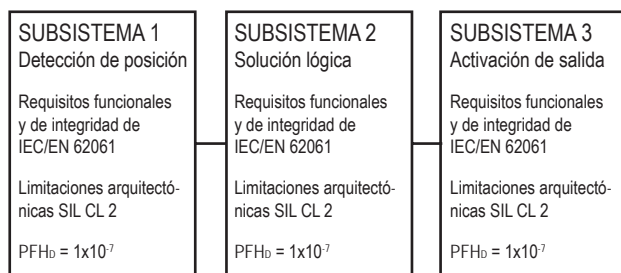 SUBSISTEMA 1
Detección de posición
Requisitos funcionales
y de integridad de
IEC/EN 62061
Limitaciones arquitectó-
nicas SIL CL 2
PFHD = 1x10-7
SUBSISTEMA 2
Solución lógica
Requisitos funcionales
y de integridad de
IEC/EN 62061
Limitaciones arquitectó-
nicas SIL CL 2
PFHD = 1x10-7
SUBSISTEMA 3
Activación de salida
Requisitos funcionales
y de integridad de
IEC/EN 62061
Limitaciones arquitectó-
nicas SIL CL 2
PFHD = 1x10-7